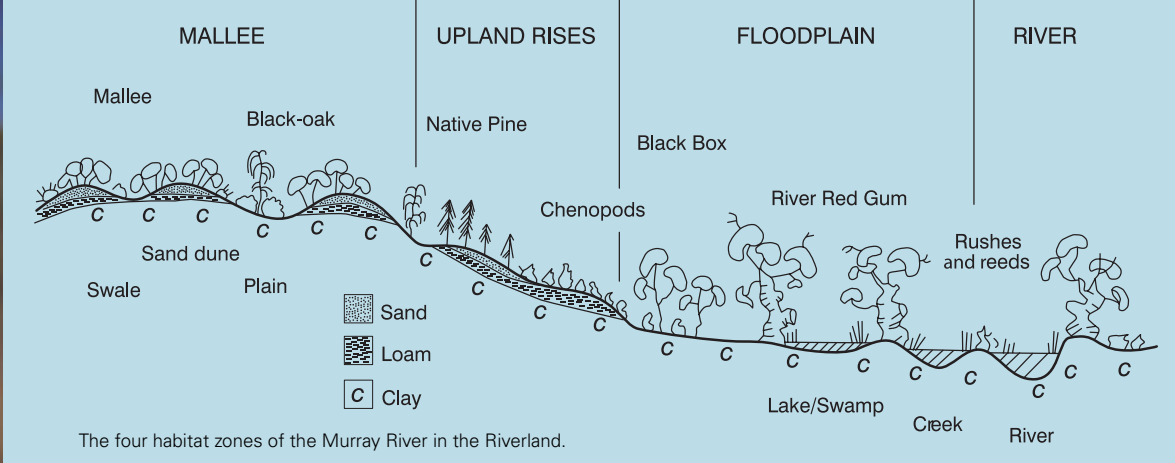 MALLEE
UPLAND RISES
FLOODPLAIN
RIVER
Mallee
Black-oak
Native Pine
Black Box
Chenopods
River Red Gum
Rushes
and reeds
C C C C C C C C C C C C C C C C C C C
Sand dune
Swale
Plain
Sand
Loam
C Clay
Lake/Swamp
Creek
River
The four habitat zones of the Murray River in the Riverland.